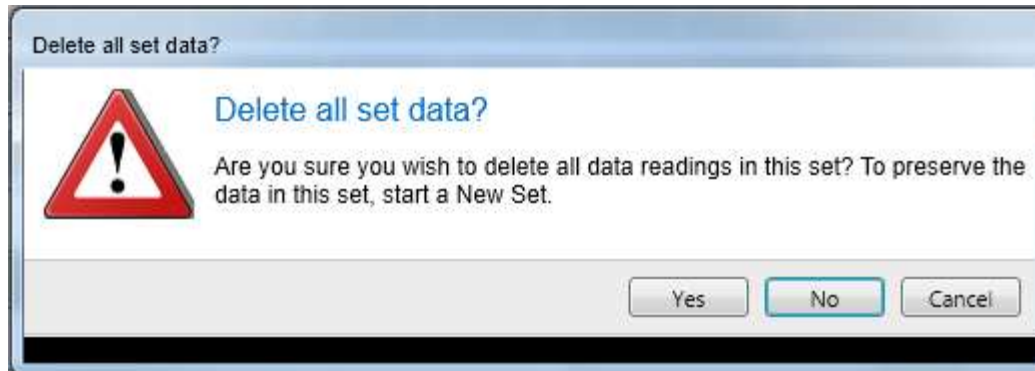 Delete all set data?
Delete all set data?
Are you sure you wish to delete all data readings in this set? To preserve the
data in this set, start a New Set.
Yes No Cancel